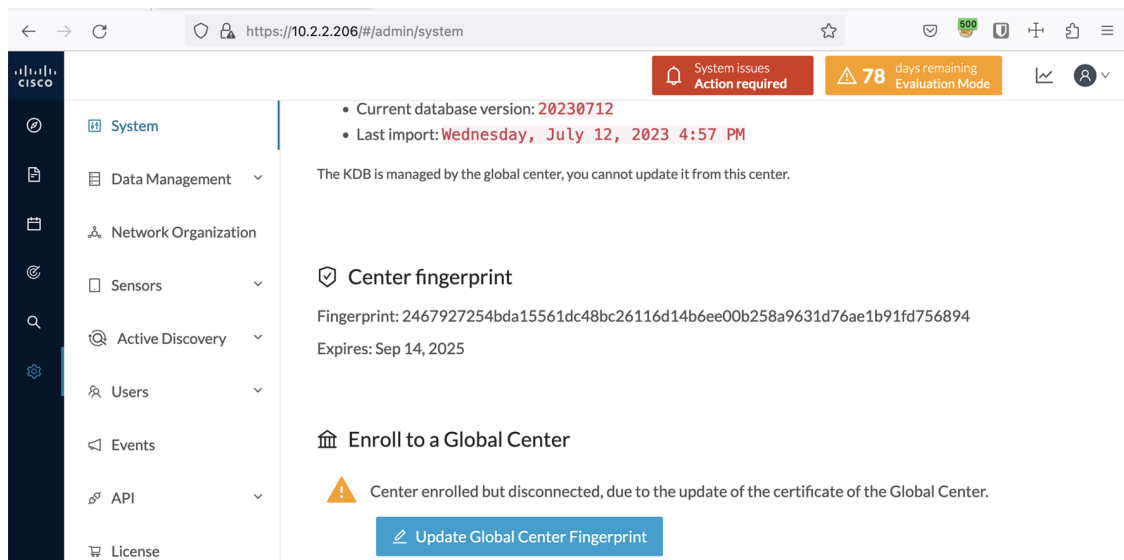 https://10.2.2.206/#/admin/system
500
cisco
System issues
Action required
78 days remaining
Evaluation Mode
System
Data Management
Network Organization
Sensors
Active Discovery
Users
Events
API
License
Current database version: 20230712
Last import: Wednesday, July 12, 2023 4:57 PM
The KDB is managed by the global center, you cannot update it from this center.
Center fingerprint
Fingerprint: 2467927254bda15561dc48bc26116d14b6ee00b258a9631d76ae1b91fd756894
Expires: Sep 14, 2025
Enroll to a Global Center
Center enrolled but disconnected, due to the update of the certificate of the Global Center.
Update Global Center Fingerprint